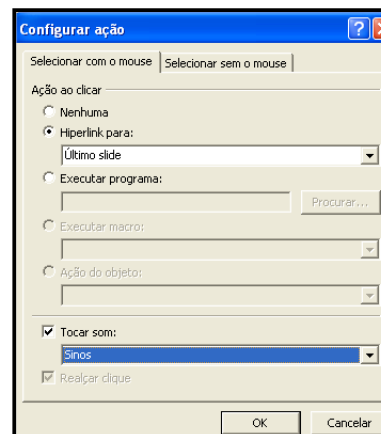 Configurar ação
Selecionar com o mouse Selecionar sem o mouse
Ação ao clicar
Nenhuma
Hiperlink para:
Último slide
Executar programa:
Procurar...
Executar macro:
Ação do objeto:
Tocar som:
Sinos
Realçar clique
OK Cancelar